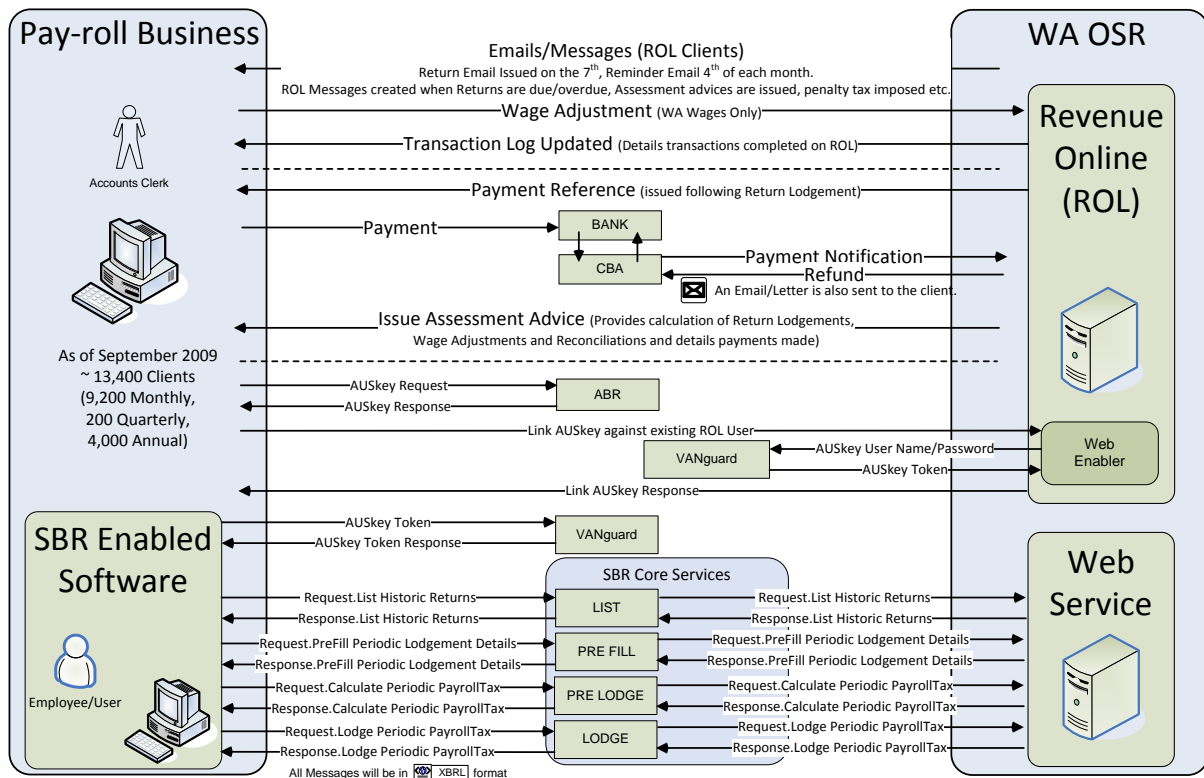 Pay-roll Business
WA OSR
Emails/Messages (ROL Clients)
Return Email Issued on the 7th, Reminder Email 4th of each month.
ROL Messages created when Returns are due/overdue, Assessment advices are issued, penalty tax imposed etc.
Wage Adjustment (WA Wages Only)
Transaction Log Updated (Details transactions completed on ROL)
Accounts Clerk
Revenue
Online
(ROL)
Payment Reference (issued following Return Lodgement)
Payment
BANK
CBA
Payment Notification
Refund
An Email/Letter is also sent to the client.
Issue Assessment Advice (Provides calculation of Return Lodgements,
Wage Adjustments and Reconciliations and details payments made)
As of September 2009
~ 13,400 Clients
(9,200 Monthly,
200 Quarterly,
4,000 Annual)
AUSkey Request
AUSkey Response
ABR
Link AUSkey against existing ROL User
VANguard
AUSkey User Name/Password
AUSkey Token
Web
Enabler
Link AUSkey Response
SBR Enabled
Software
AUSkey Token
AUSkey Token Response
VANguard
SBR Core Services
Web
Service
Request.List Historic Returns
Response.List Historic Returns
LIST
Request.List Historic Returns
Response.List Historic Returns
Request.PreFill Periodic Lodgement Details
Response.PreFill Periodic Lodgement Details
PRE FILL
Request.PreFill Periodic Lodgement Details
Response.PreFill Periodic Lodgement Details
Employee/User
Request.Calculate Periodic PayrollTax
Response.Calculate Periodic PayrollTax
PRE LODGE
Request.Calculate Periodic PayrollTax
Response.Calculate Periodic PayrollTax
Request.Lodge Periodic PayrollTax
Response.Lodge Periodic PayrollTax
LODGE
Request.Lodge Periodic PayrollTax
Response.Lodge Periodic PayrollTax
All Messages will be in XBRL format